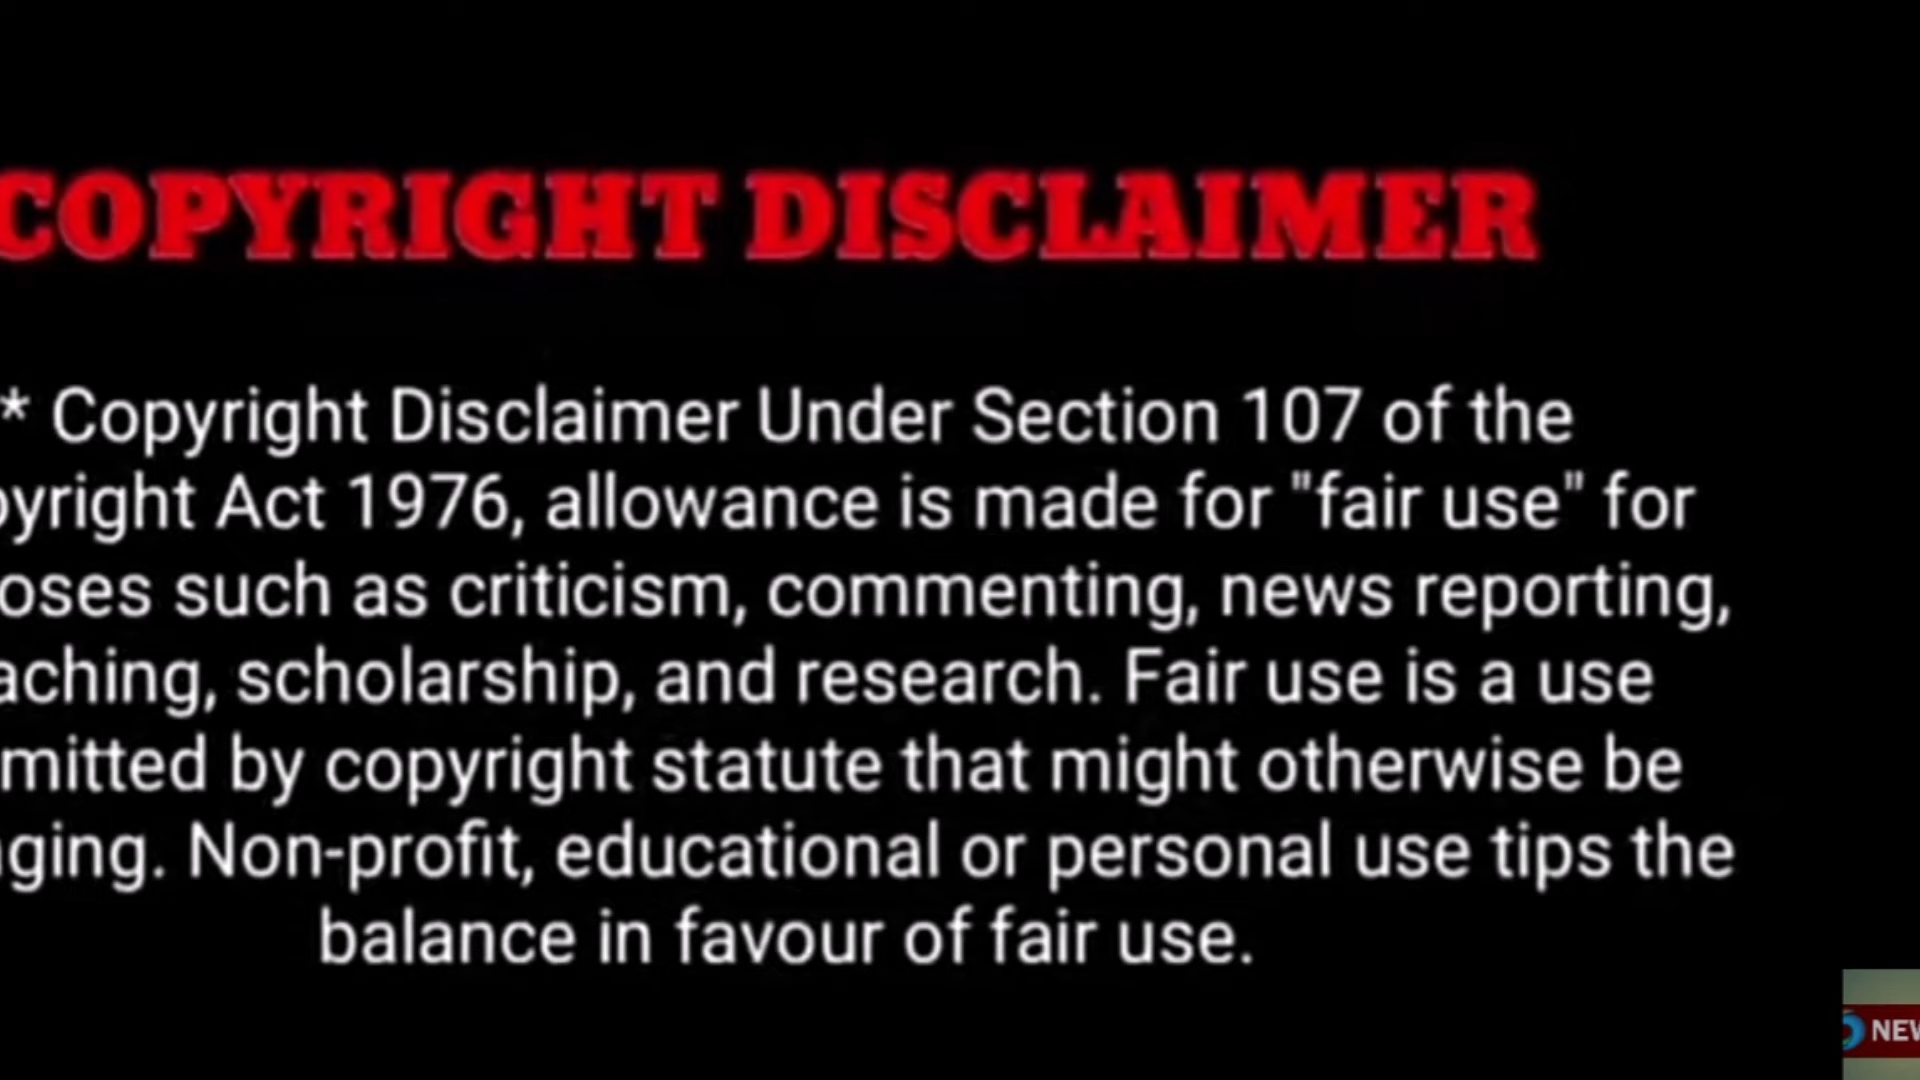 COPYRIGHT DISCLAIMER
* Copyright Disclaimer Under Section 107 of the
pyright Act 1976, allowance is made for "fair use" for
oses such as criticism, commenting, news reporting,
aching, scholarship, and research. Fair use is a use
mitted by copyright statute that might otherwise be
ging. Non-profit, educational or personal use tips the
balance in favour of fair use.
5 NEW